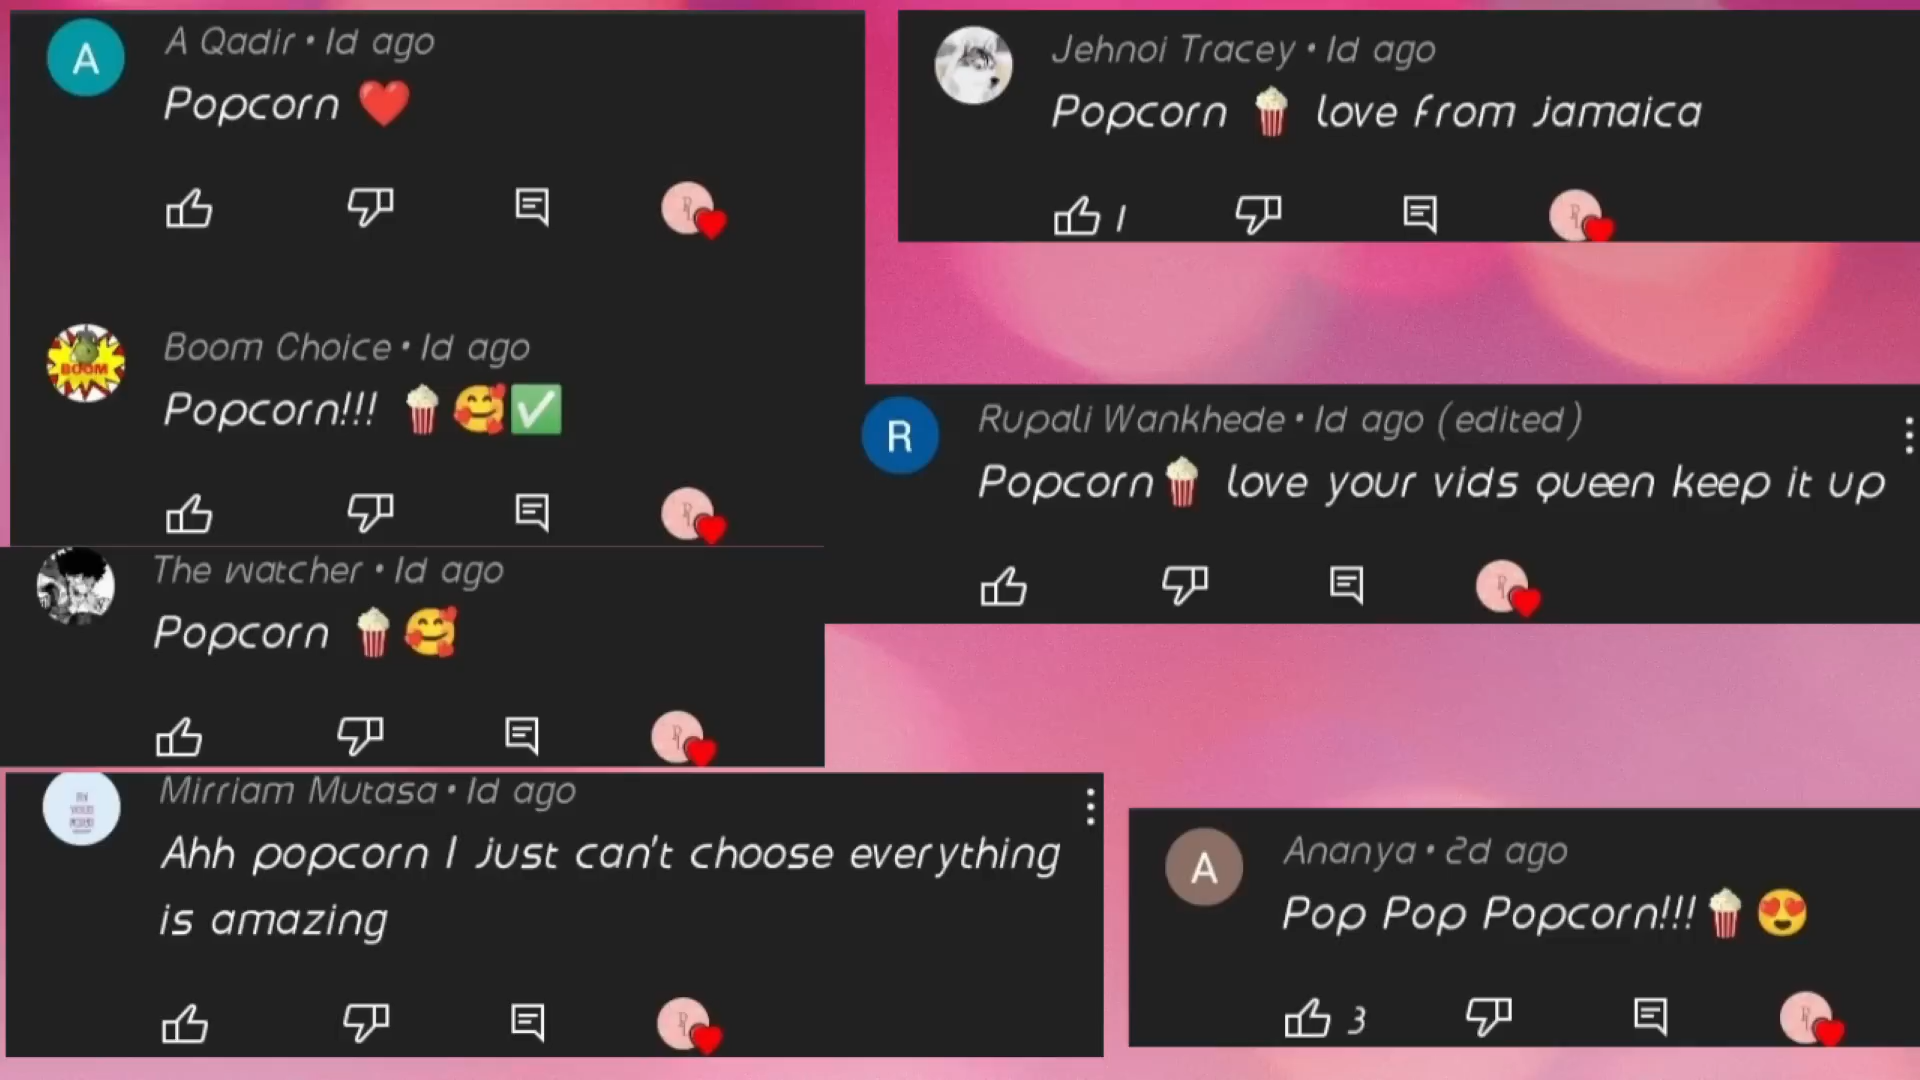 A
A Qadir • 1d ago
Popcorn ❤️
BOOM
Boom Choice • 1d ago
Popcorn!!! 🍿🥰✅
The watcher • 1d ago
Popcorn 🍿🥰
Mirriam Mutasa • 1d ago
Ahh popcorn I just can't choose everything
is amazing
Jehnoi Tracey • 1d ago
Popcorn 🍿 love from jamaica
1
R
Rupali Wankhede • 1d ago (edited)
Popcorn🍿 love your vids queen keep it up
A
Ananya • 2d ago
Pop Pop Popcorn!!!🍿😍
3